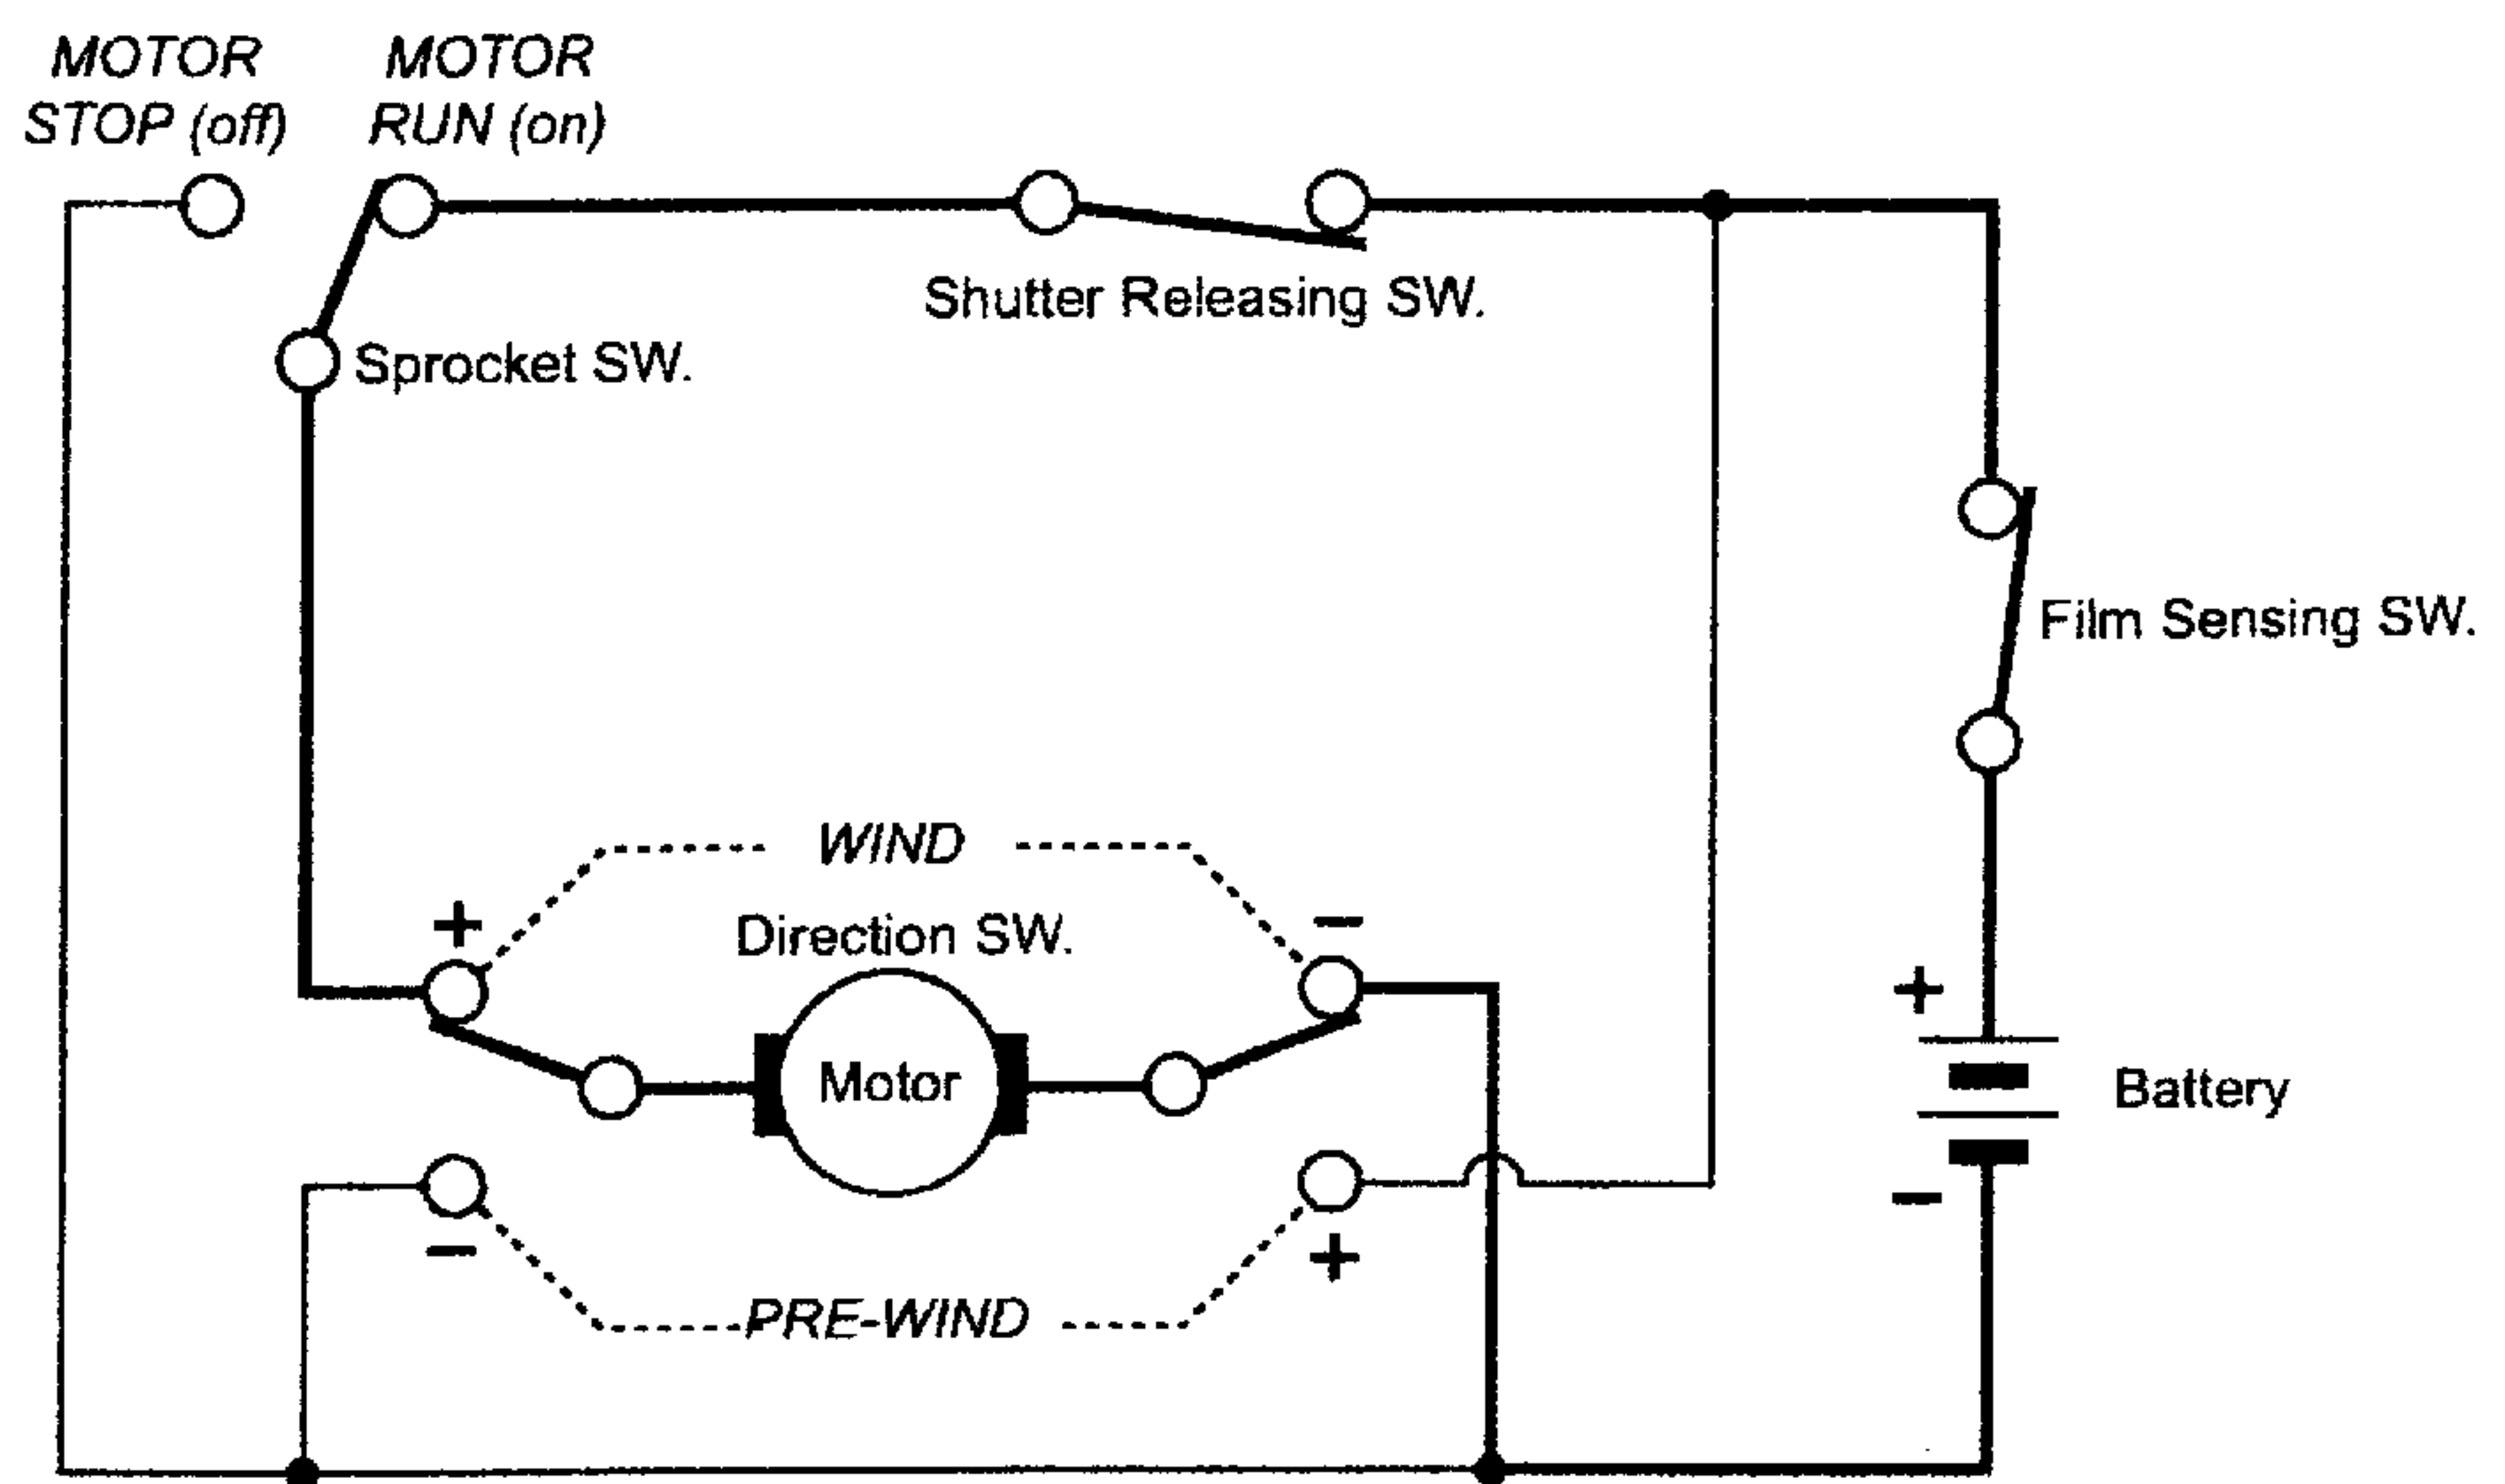 MOTOR
STOP (off)
MOTOR
RUN (on)
Shutter Releasing SW.
Sprocket SW.
Film Sensing SW.
WIND
+
Direction SW.
−
Motor
+
Battery
−
−
+
PRE-WIND